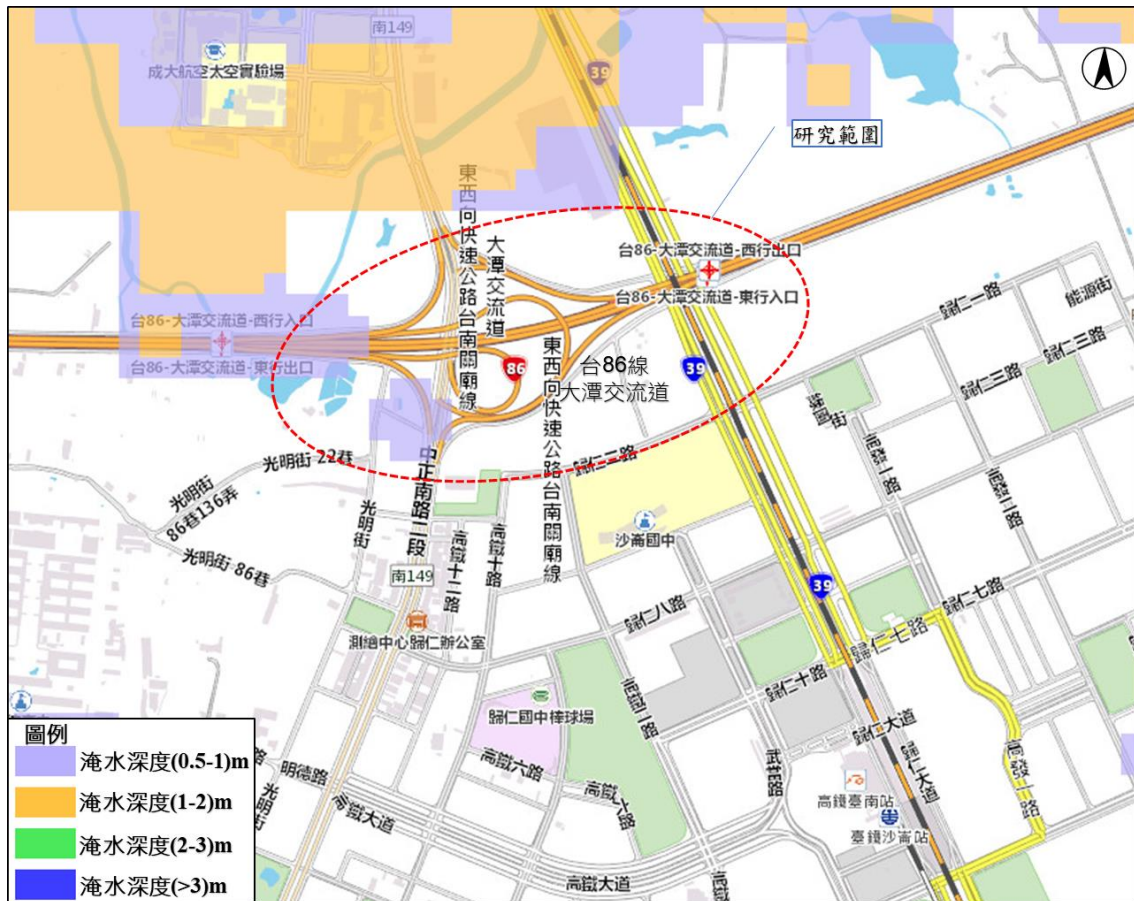 南149
成大航空太空實驗場
39
研究範圍
東西向快速公路台南關廟線
大潭交流道
台86-大潭交流道-西行出口
台86-大潭交流道-東行入口
台86-大潭交流道-西行入口
台86-大潭交流道-東行出口
86
台86線
大潭交流道
39
東西向快速公路台南關廟線
歸仁一路
能源街
歸仁三路
歸仁二路
光明街 22巷
光明街
86巷136弄
光明街 86巷
光明街
中正南路二段
南149
高鐵十二路
高鐵十路
沙崙國中
39
測繪中心歸仁辦公室
歸仁八路
歸仁七路
歸仁七路
歸仁十路
歸仁國中棒球場
高鐵二路
高鐵六路
武東路
歸仁大道
歸仁大道
高發一路
明德路
光明街
高鐵大道
高鐵大道
高鐵臺南站
臺鐵沙崙站
圖例
淹水深度(0.5-1)m
淹水深度(1-2)m
淹水深度(2-3)m
淹水深度(>3)m